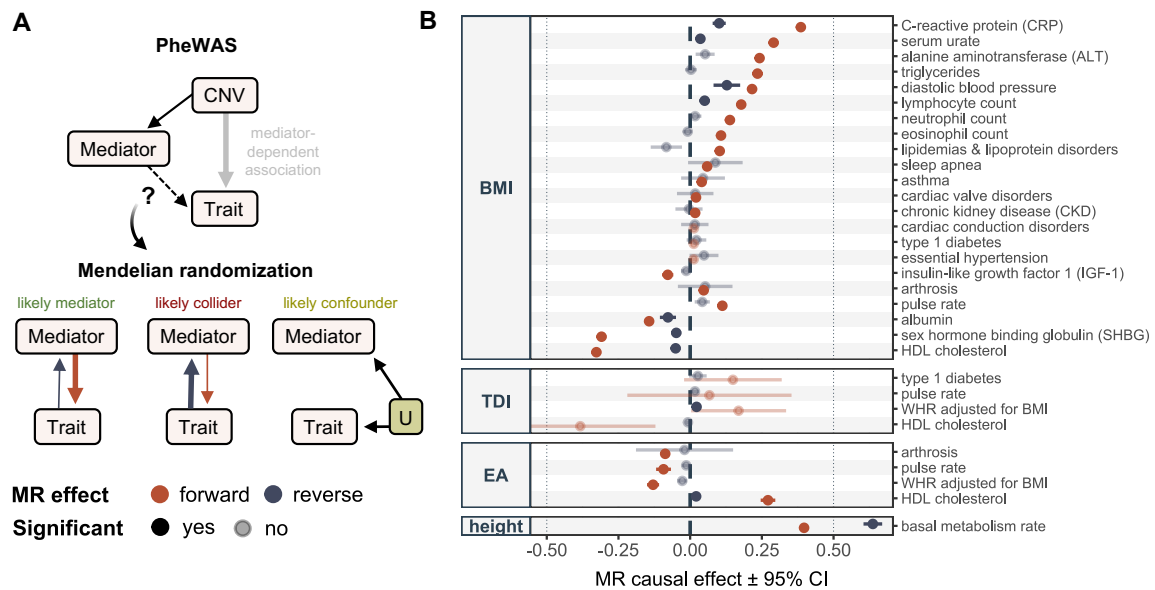 A
PheWAS
CNV
Mediator
mediator-
dependent
association
?
Trait
Mendelian randomization
likely mediator
likely collider
likely confounder
Mediator
Mediator
Mediator
Trait
Trait
Trait
U
MR effect
forward
reverse
Significant
yes
no
B
BMI
C-reactive protein (CRP)
serum urate
alanine aminotransferase (ALT)
triglycerides
diastolic blood pressure
lymphocyte count
neutrophil count
eosinophil count
lipidemias & lipoprotein disorders
sleep apnea
asthma
cardiac valve disorders
chronic kidney disease (CKD)
cardiac conduction disorders
type 1 diabetes
essential hypertension
insulin-like growth factor 1 (IGF-1)
arthrosis
pulse rate
albumin
sex hormone binding globulin (SHBG)
HDL cholesterol
TDI
type 1 diabetes
pulse rate
WHR adjusted for BMI
HDL cholesterol
EA
arthrosis
pulse rate
WHR adjusted for BMI
HDL cholesterol
height
basal metabolism rate
-0.50
-0.25
0.00
0.25
0.50
MR causal effect ± 95% CI